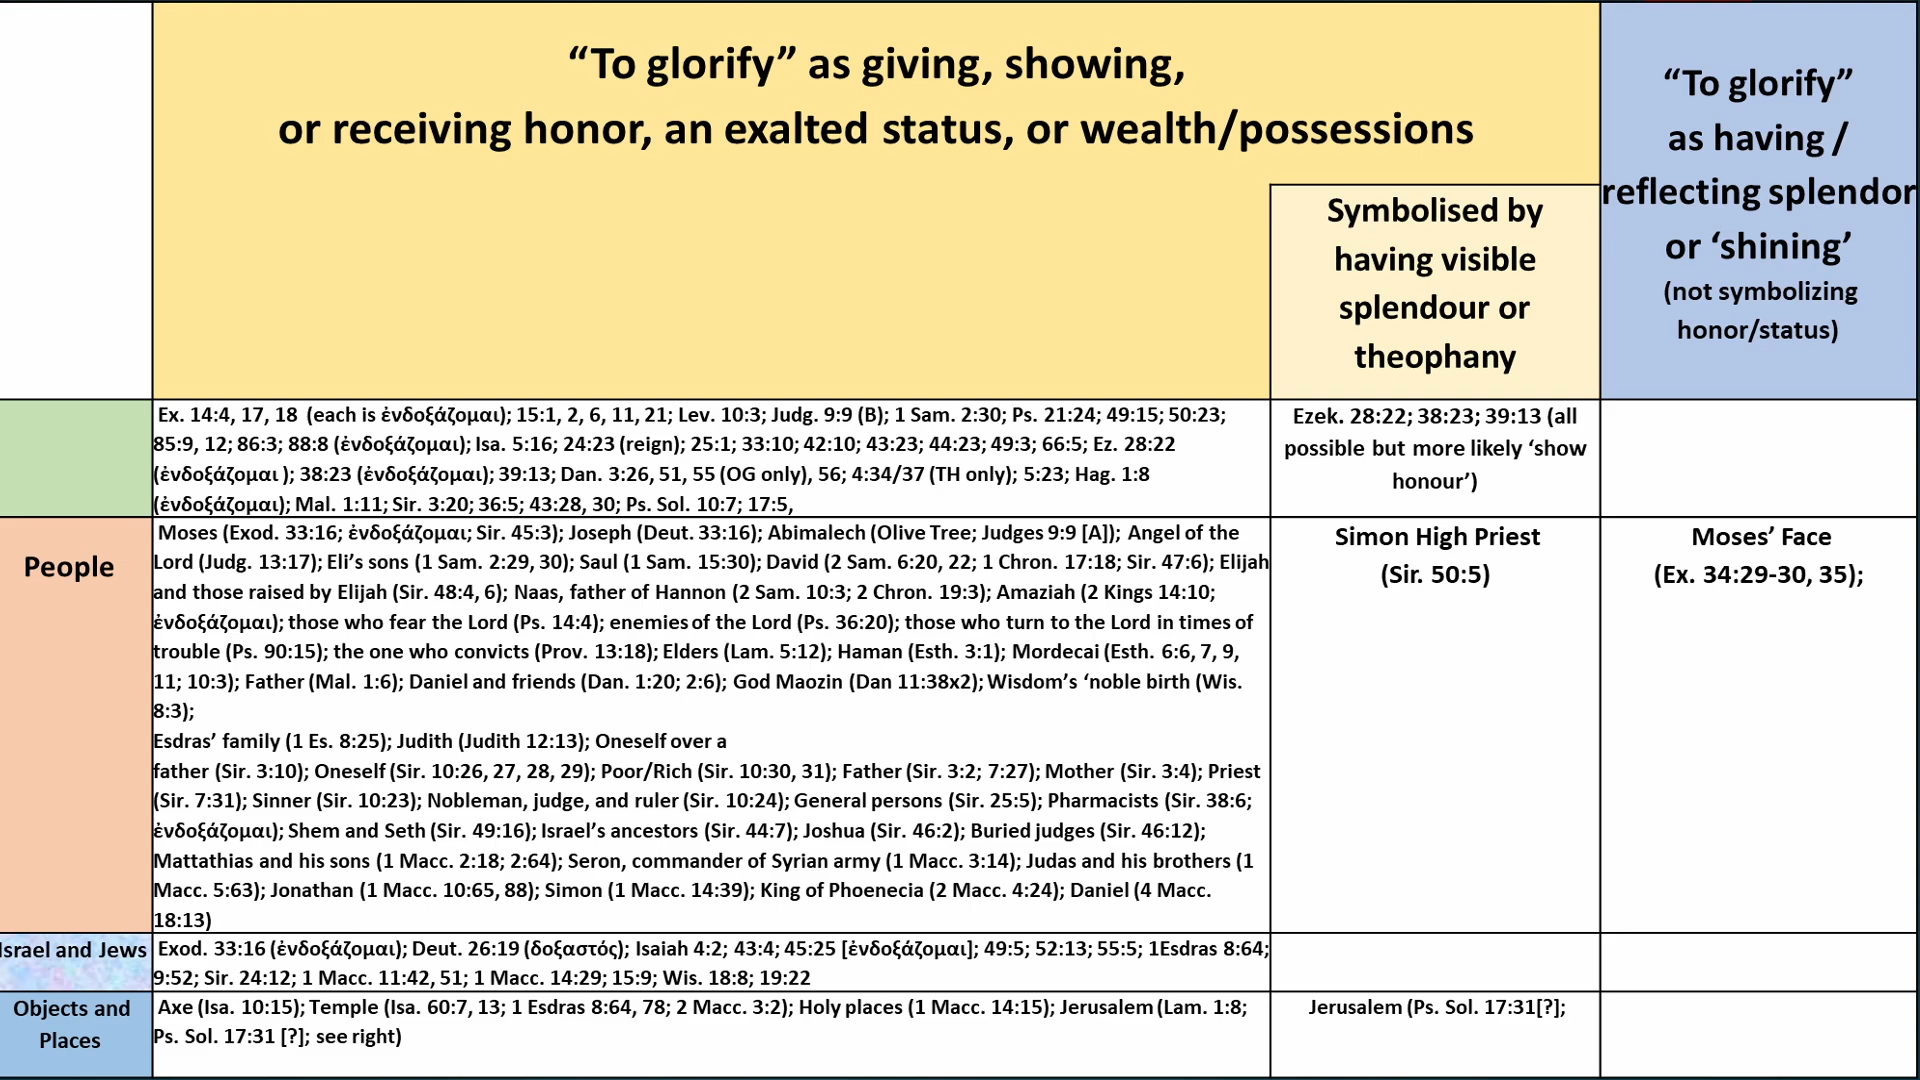 “To glorify” as giving, showing,
or receiving honor, an exalted status, or wealth/possessions
Symbolised by
having visible
splendour or
theophany
“To glorify”
as having /
reflecting splendor
or ‘shining’
(not symbolizing
honor/status)
Ex. 14:4, 17, 18 (each is ἐνδοξάζομαι); 15:1, 2, 6, 11, 21; Lev. 10:3; Judg. 9:9 (B); 1 Sam. 2:30; Ps. 21:24; 49:15; 50:23;
85:9, 12; 86:3; 88:8 (ἐνδοξάζομαι); Isa. 5:16; 24:23 (reign); 25:1; 33:10; 42:10; 43:23; 44:23; 49:3; 66:5; Ez. 28:22
(ἐνδοξάζομαι ); 38:23 (ἐνδοξάζομαι); 39:13; Dan. 3:26, 51, 55 (OG only), 56; 4:34/37 (TH only); 5:23; Hag. 1:8
(ἐνδοξάζομαι); Mal. 1:11; Sir. 3:20; 36:5; 43:28, 30; Ps. Sol. 10:7; 17:5,
Ezek. 28:22; 38:23; 39:13 (all
possible but more likely ‘show
honour’)
People
Moses (Exod. 33:16; ἐνδοξάζομαι; Sir. 45:3); Joseph (Deut. 33:16); Abimalech (Olive Tree; Judges 9:9 [A]); Angel of the
Lord (Judg. 13:17); Eli’s sons (1 Sam. 2:29, 30); Saul (1 Sam. 15:30); David (2 Sam. 6:20, 22; 1 Chron. 17:18; Sir. 47:6); Elijah
and those raised by Elijah (Sir. 48:4, 6); Naas, father of Hannon (2 Sam. 10:3; 2 Chron. 19:3); Amaziah (2 Kings 14:10;
ἐνδοξάζομαι); those who fear the Lord (Ps. 14:4); enemies of the Lord (Ps. 36:20); those who turn to the Lord in times of
trouble (Ps. 90:15); the one who convicts (Prov. 13:18); Elders (Lam. 5:12); Haman (Esth. 3:1); Mordecai (Esth. 6:6, 7, 9,
11; 10:3); Father (Mal. 1:6); Daniel and friends (Dan. 1:20; 2:6); God Maozin (Dan 11:38x2); Wisdom’s ‘noble birth (Wis.
8:3);
Esdras’ family (1 Es. 8:25); Judith (Judith 12:13); Oneself over a
father (Sir. 3:10); Oneself (Sir. 10:26, 27, 28, 29); Poor/Rich (Sir. 10:30, 31); Father (Sir. 3:2; 7:27); Mother (Sir. 3:4); Priest
(Sir. 7:31); Sinner (Sir. 10:23); Nobleman, judge, and ruler (Sir. 10:24); General persons (Sir. 25:5); Pharmacists (Sir. 38:6;
ἐνδοξάζομαι); Shem and Seth (Sir. 49:16); Israel’s ancestors (Sir. 44:7); Joshua (Sir. 46:2); Buried judges (Sir. 46:12);
Mattathias and his sons (1 Macc. 2:18; 2:64); Seron, commander of Syrian army (1 Macc. 3:14); Judas and his brothers (1
Macc. 5:63); Jonathan (1 Macc. 10:65, 88); Simon (1 Macc. 14:39); King of Phoenecia (2 Macc. 4:24); Daniel (4 Macc.
18:13)
Simon High Priest
(Sir. 50:5)
Moses’ Face
(Ex. 34:29-30, 35);
Israel and Jews
Exod. 33:16 (ἐνδοξάζομαι); Deut. 26:19 (δοξαστός); Isaiah 4:2; 43:4; 45:25 [ἐνδοξάζομαι]; 49:5; 52:13; 55:5; 1Esdras 8:64;
9:52; Sir. 24:12; 1 Macc. 11:42, 51; 1 Macc. 14:29; 15:9; Wis. 18:8; 19:22
Objects and
Places
Axe (Isa. 10:15); Temple (Isa. 60:7, 13; 1 Esdras 8:64, 78; 2 Macc. 3:2); Holy places (1 Macc. 14:15); Jerusalem (Lam. 1:8;
Ps. Sol. 17:31 [?]; see right)
Jerusalem (Ps. Sol. 17:31[?];